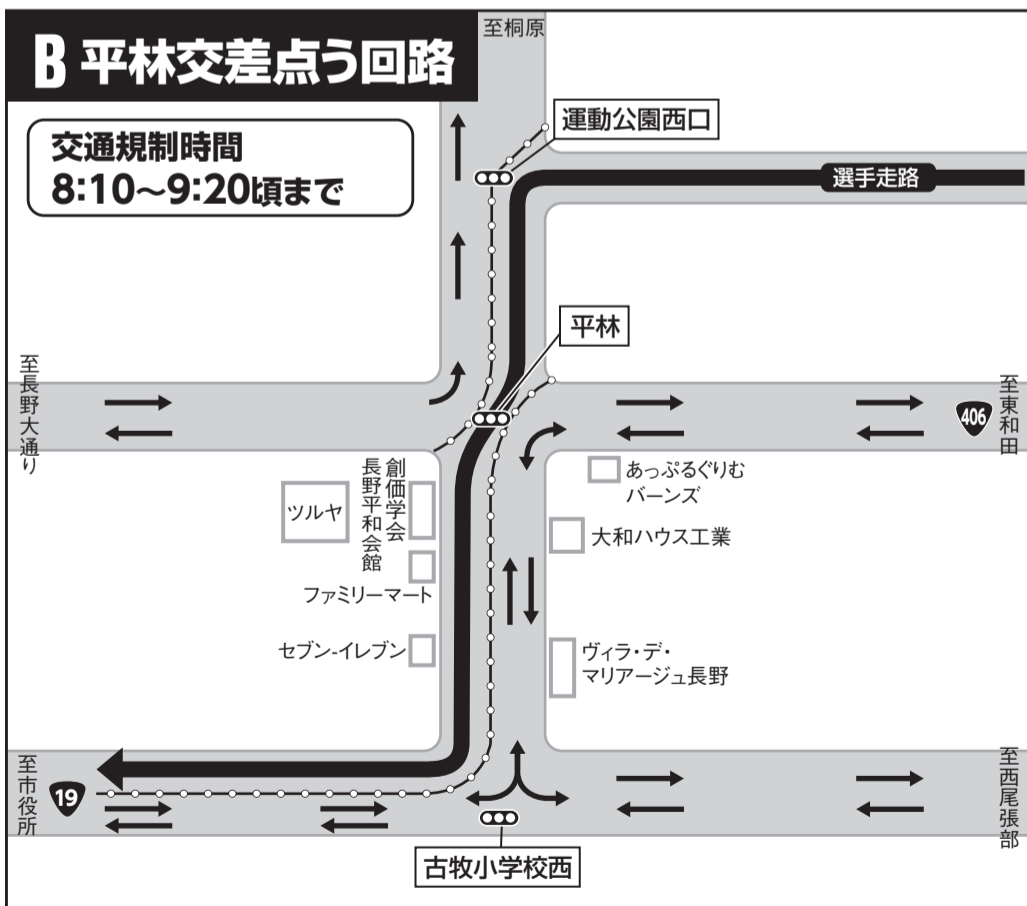 B 平林交差点う回路
至桐原
交通規制時間
8:10〜9:20頃まで
運動公園西口
選手走路
平林
至長野大通り
406
至東和田
ツルヤ
創価学会
長野平和会館
あっぷるぐりむ
バーンズ
大和ハウス工業
ファミリーマート
セブン-イレブン
ヴィラ・デ・
マリアージュ長野
至市役所
19
至西尾張部
古牧小学校西